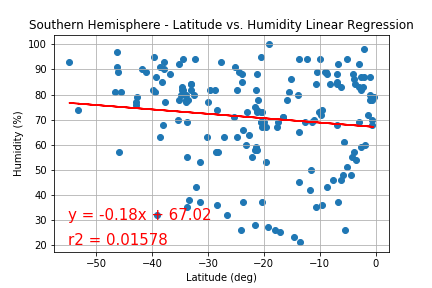 Southern Hemisphere - Latitude vs. Humidity Linear Regression
100
90
80
70
60
50
40
30
20
Humidity (%)
y = -0.18x + 67.02
r2 = 0.01578
−50 −40 −30 −20 −10 0
Latitude (deg)